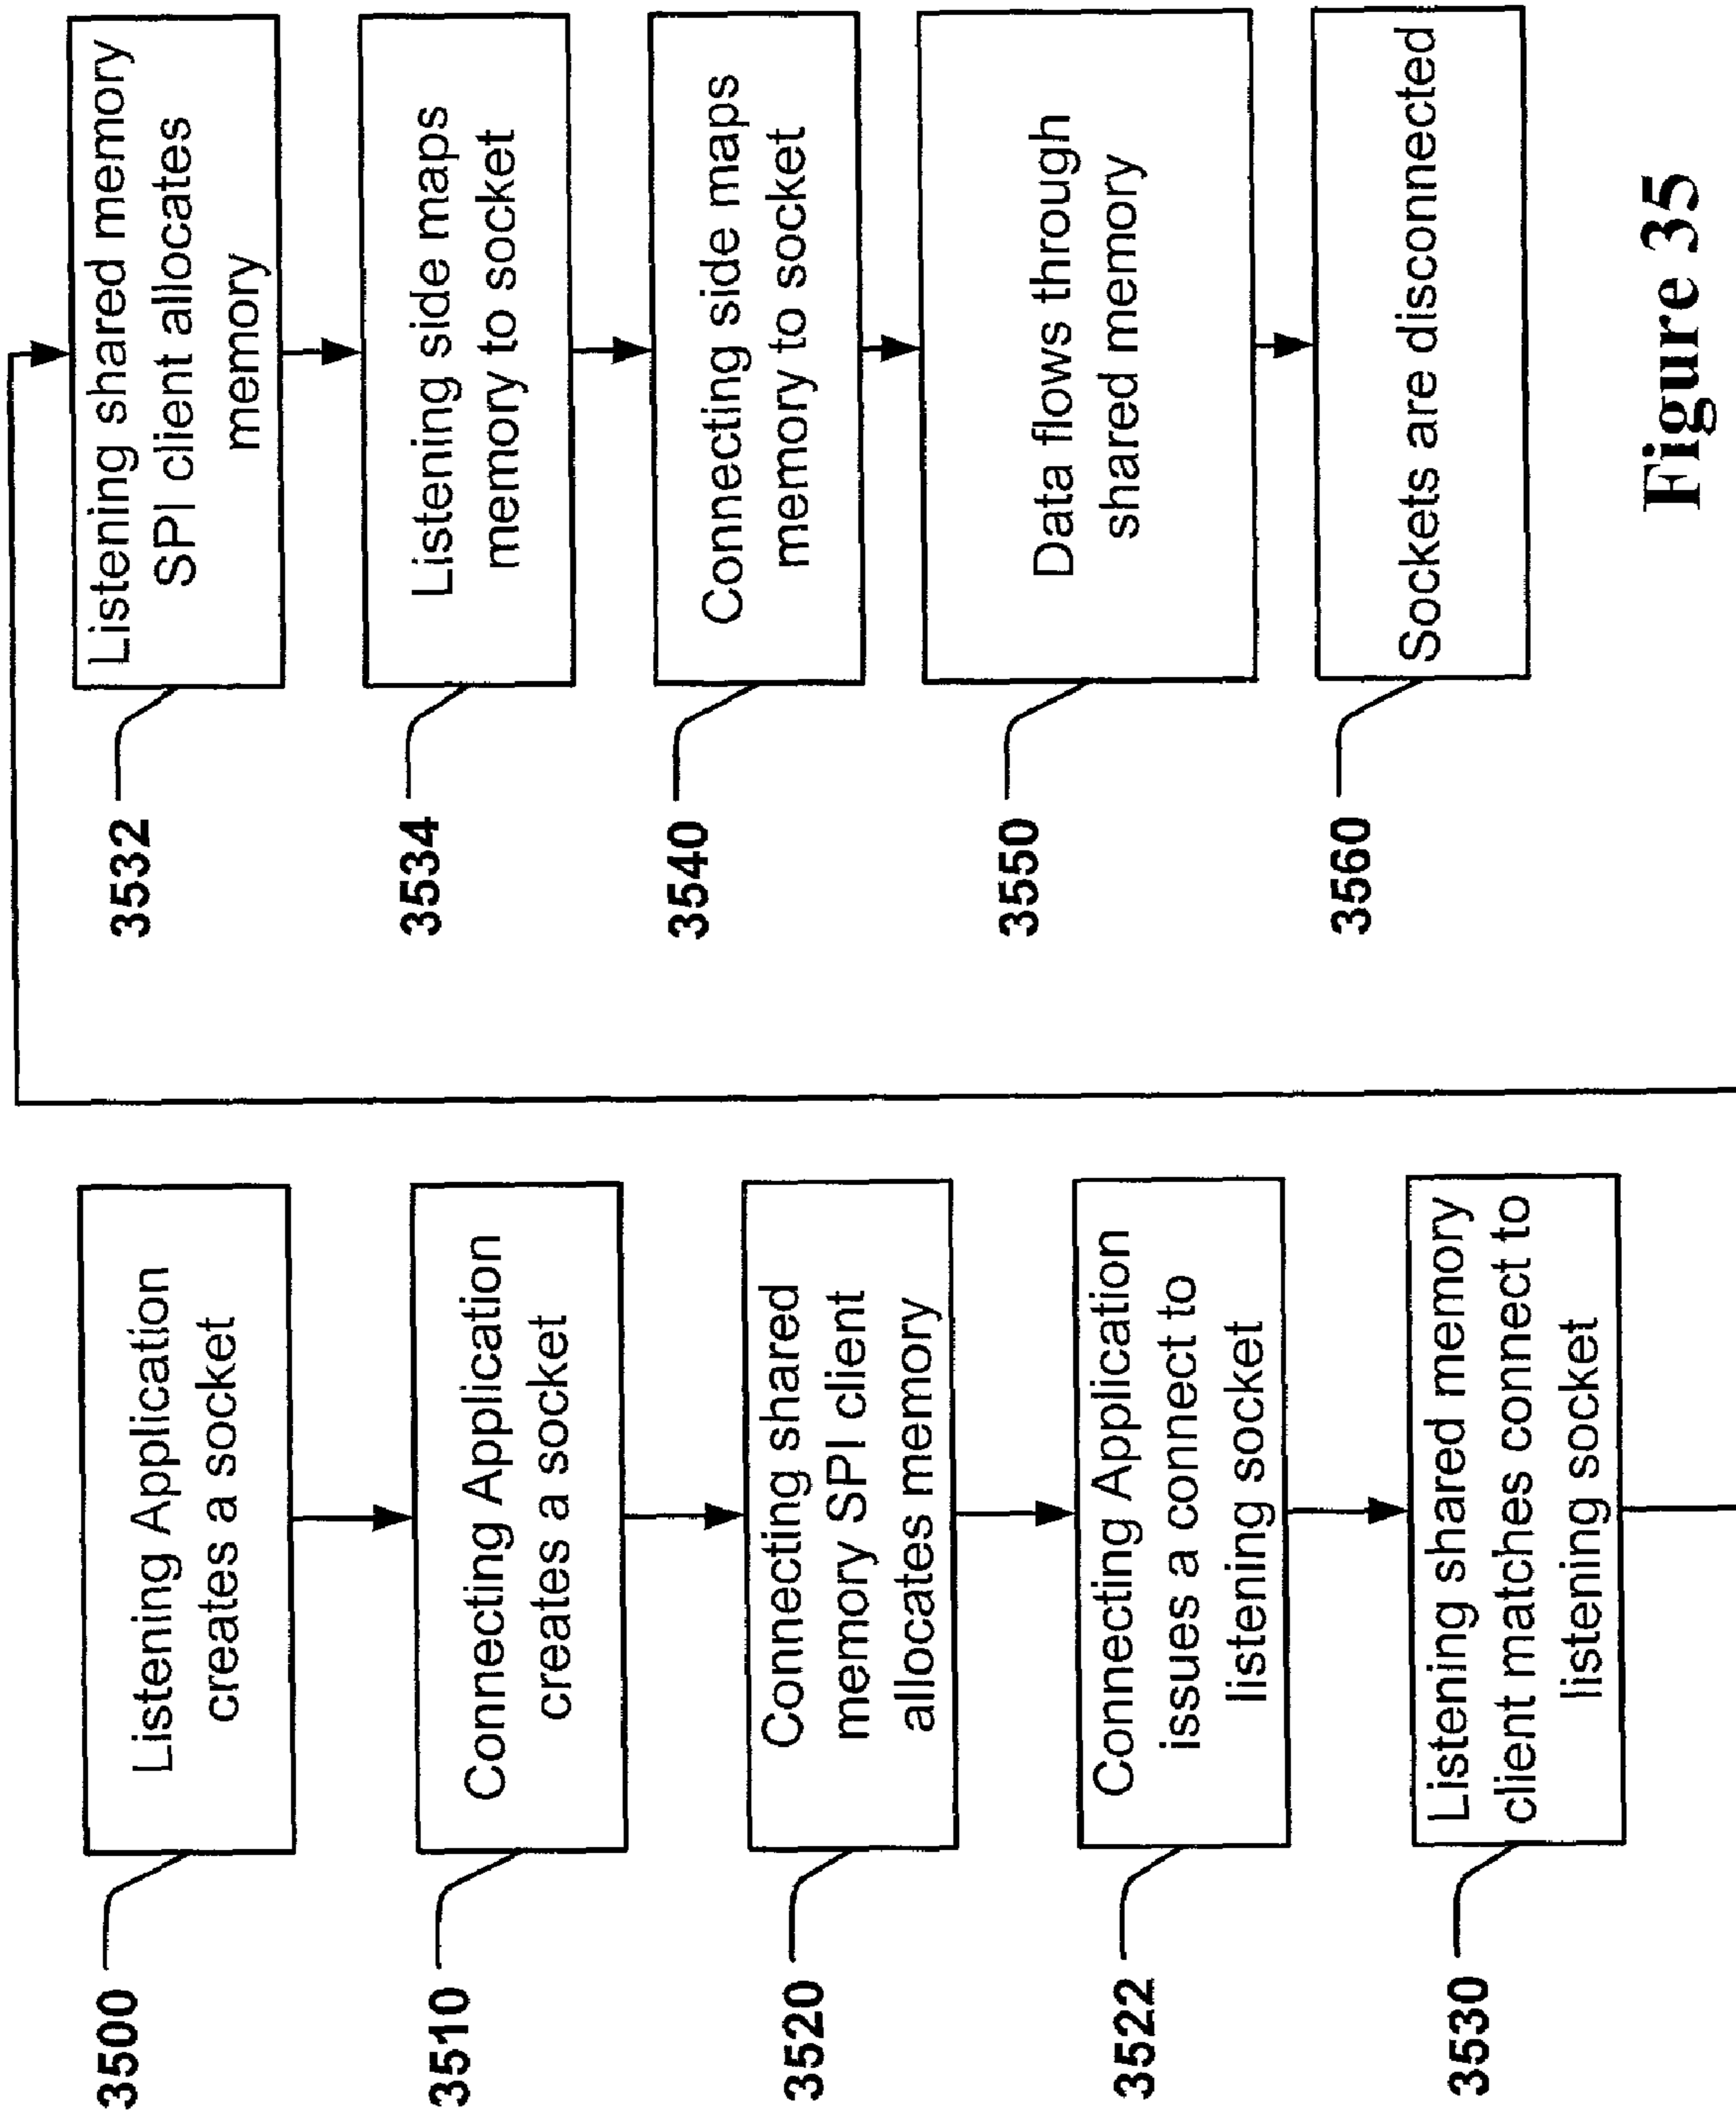 3500
Listening Application
creates a socket
3510
Connecting Application
creates a socket
3520
Connecting shared
memory SPI client
allocates memory
3522
Connecting Application
issues a connect to
listening socket
3530
Listening shared memory
client matches connect to
listening socket
3532
Listening shared memory
SPI client allocates
memory
3534
Listening side maps
memory to socket
3540
Connecting side maps
memory to socket
3550
Data flows through
shared memory
3560
Sockets are disconnected
Figure 35